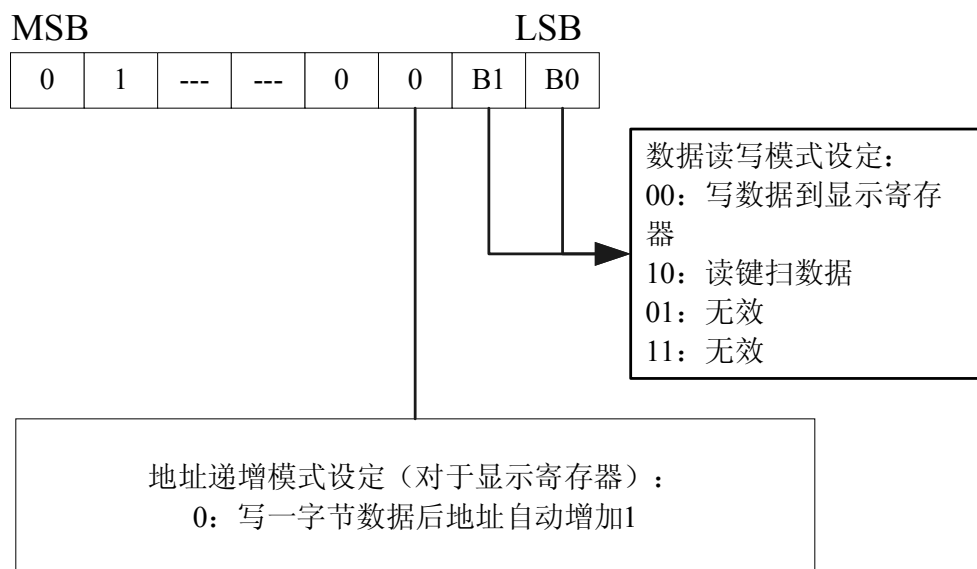 MSB LSB
0 1 --- --- 0 0 B1 B0
数据读写模式设定：
00：写数据到显示寄存
器
10：读键扫数据
01：无效
11：无效
地址递增模式设定（对于显示寄存器）：
0：写一字节数据后地址自动增加1